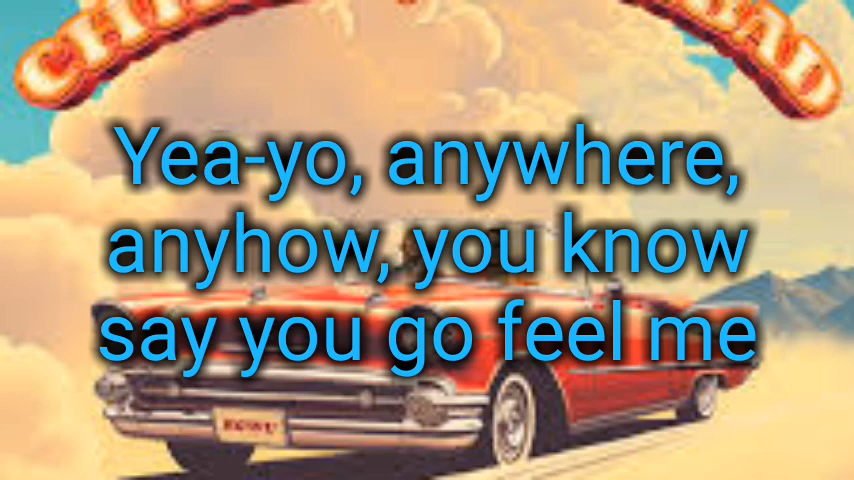 Yea-yo, anywhere,
anyhow, you know
say you go feel me